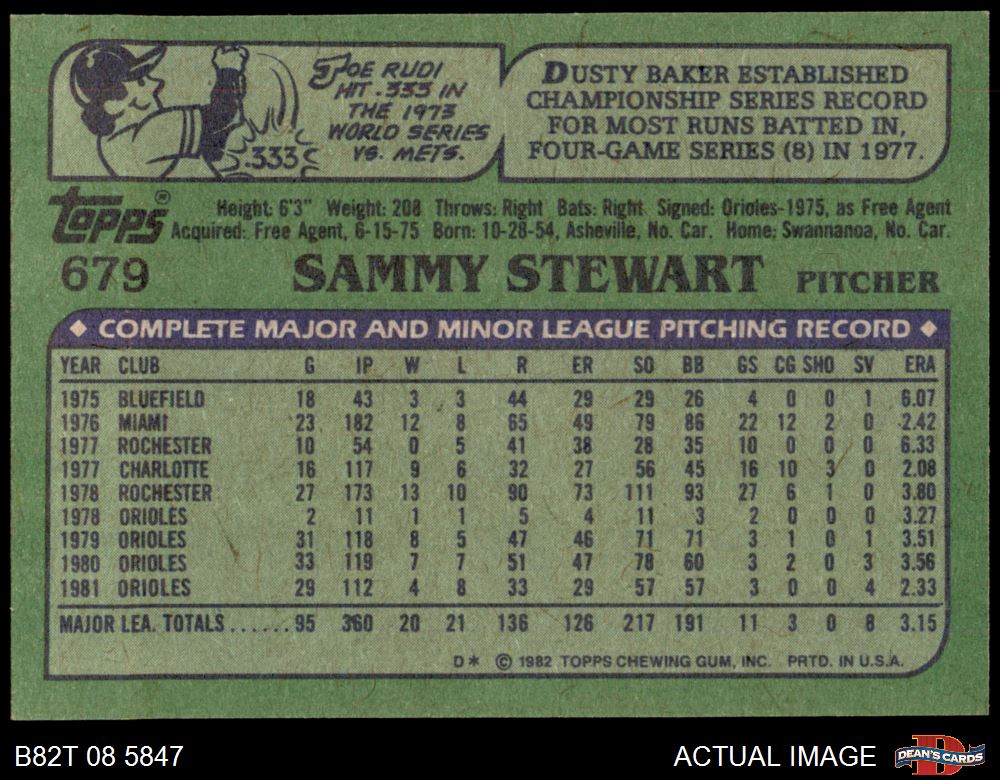 JOE RUDI
HIT .333 IN
THE 1973
WORLD SERIES
VS. METS.
.333
DUSTY BAKER ESTABLISHED
CHAMPIONSHIP SERIES RECORD
FOR MOST RUNS BATTED IN,
FOUR-GAME SERIES (8) IN 1977.
topps®
Height: 6'3" Weight: 208 Throws: Right Bats: Right Signed: Orioles-1975, as Free Agent
Acquired: Free Agent, 6-15-75 Born: 10-28-54, Asheville, No. Car. Home: Swannanoa, No. Car.
679 SAMMY STEWART PITCHER
◆ COMPLETE MAJOR AND MINOR LEAGUE PITCHING RECORD ◆
YEAR CLUB G IP W L R ER SO BB GS CG SHO SV ERA
1975 BLUEFIELD 18 43 3 3 44 29 29 26 4 0 0 1 6.07
1976 MIAMI 23 182 12 8 65 49 79 86 22 12 2 0 2.42
1977 ROCHESTER 10 54 0 5 41 38 28 35 10 0 0 0 6.33
1977 CHARLOTTE 16 117 9 6 32 27 56 45 16 10 3 0 2.08
1978 ROCHESTER 27 173 13 10 90 73 111 93 27 6 1 0 3.80
1978 ORIOLES 2 11 1 1 5 4 11 3 2 0 0 0 3.27
1979 ORIOLES 31 118 8 5 47 46 71 71 3 1 0 1 3.51
1980 ORIOLES 33 119 7 7 51 47 78 60 3 2 0 3 3.56
1981 ORIOLES 29 112 4 8 33 29 57 57 3 0 0 4 2.33
MAJOR LEA. TOTALS......95 360 20 21 136 126 217 191 11 3 0 8 3.15
D* © 1982 TOPPS CHEWING GUM, INC. PRTD. IN U.S.A.
B82T 08 5847
ACTUAL IMAGE
D
DEAN'S CARDS